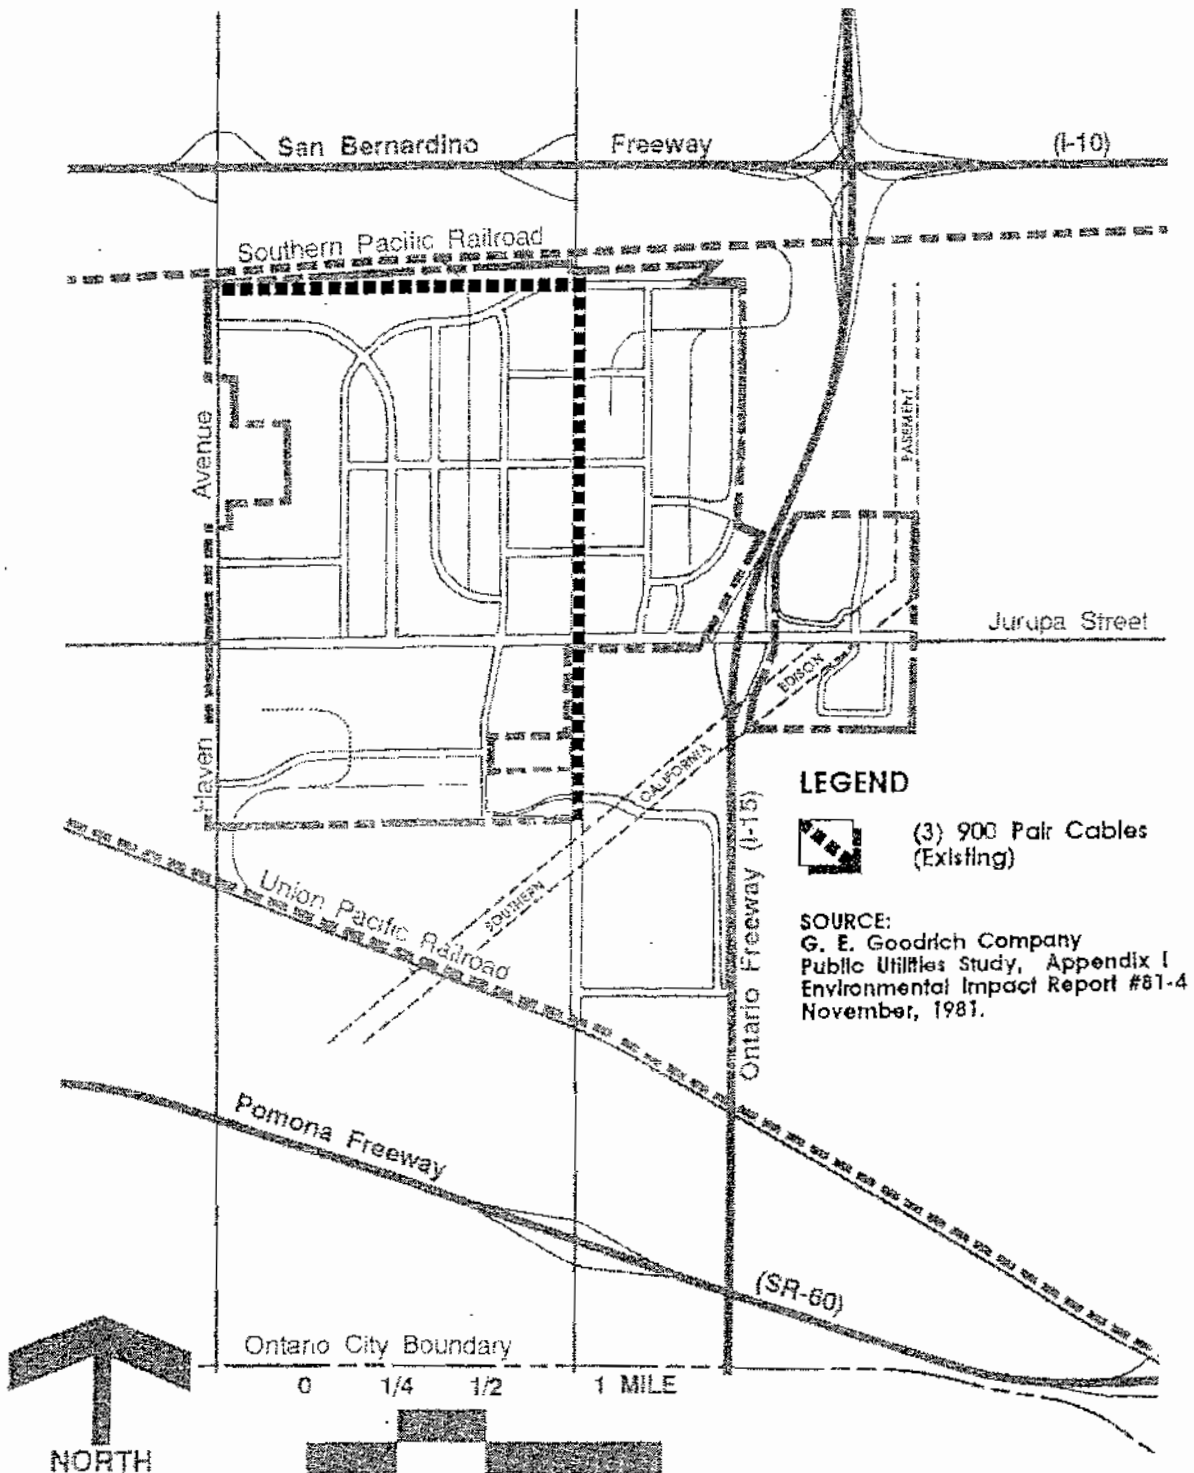 San Bernardino Freeway (I-10)
Southern Pacific Railroad
Haven Avenue
EASEMENT
Jurupa Street
SOUTHERN CALIFORNIA EDISON
Ontario Freeway (I-15)
LEGEND
(3) 900 Pair Cables
(Existing)
SOURCE:
G. E. Goodrich Company
Public Utilities Study, Appendix I
Environmental Impact Report #81-4
November, 1981.
Union Pacific Railroad
Pomona Freeway (SR-60)
Ontario City Boundary
0 1/4 1/2 1 MILE
NORTH